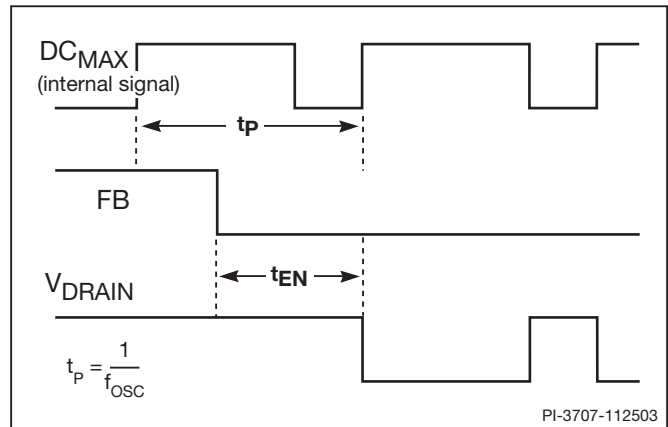 DCMAX
(internal signal)
tP
FB
tEN
VDRAIN
tP = 1/fOSC
PI-3707-112503